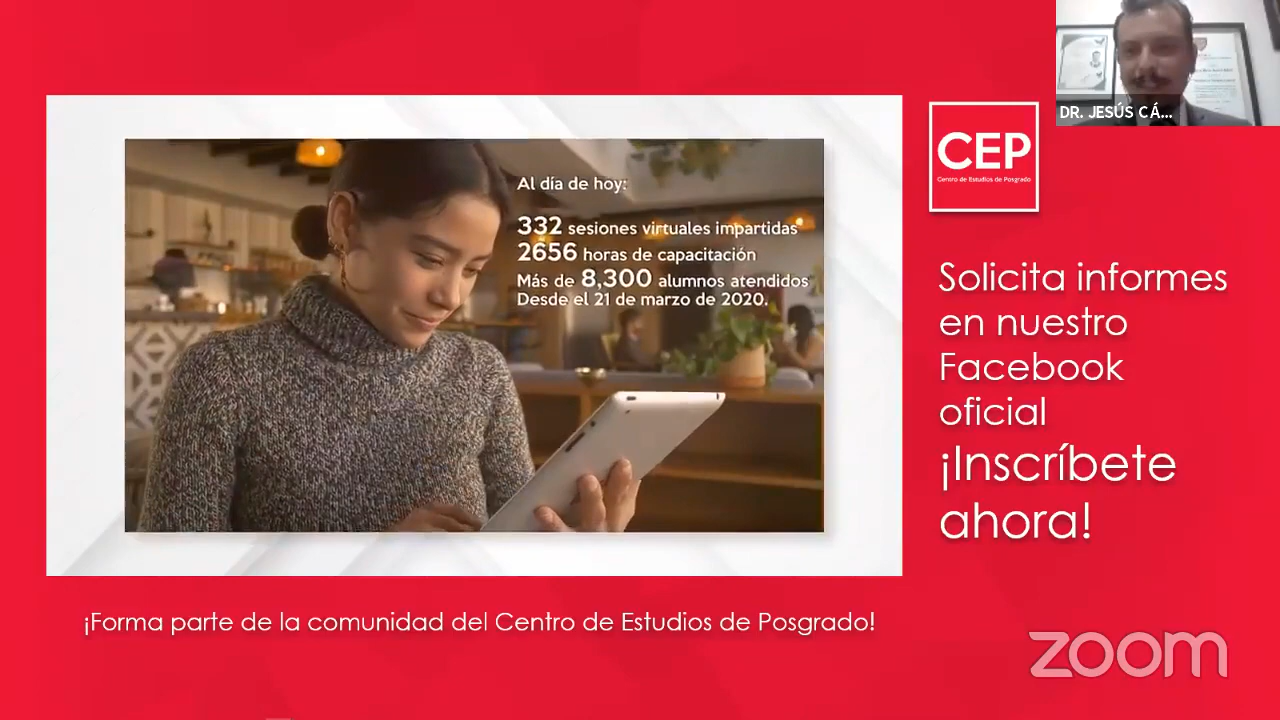 DR. JESÚS CÁ...
CEP
Centro de Estudios de Posgrado
Al día de hoy:
332 sesiones virtuales impartidas
2656 horas de capacitación
Más de 8,300 alumnos atendidos
Desde el 21 de marzo de 2020.
Solicita informes
en nuestro
Facebook
oficial
¡Inscríbete
ahora!
¡Forma parte de la comunidad del Centro de Estudios de Posgrado!
zoom